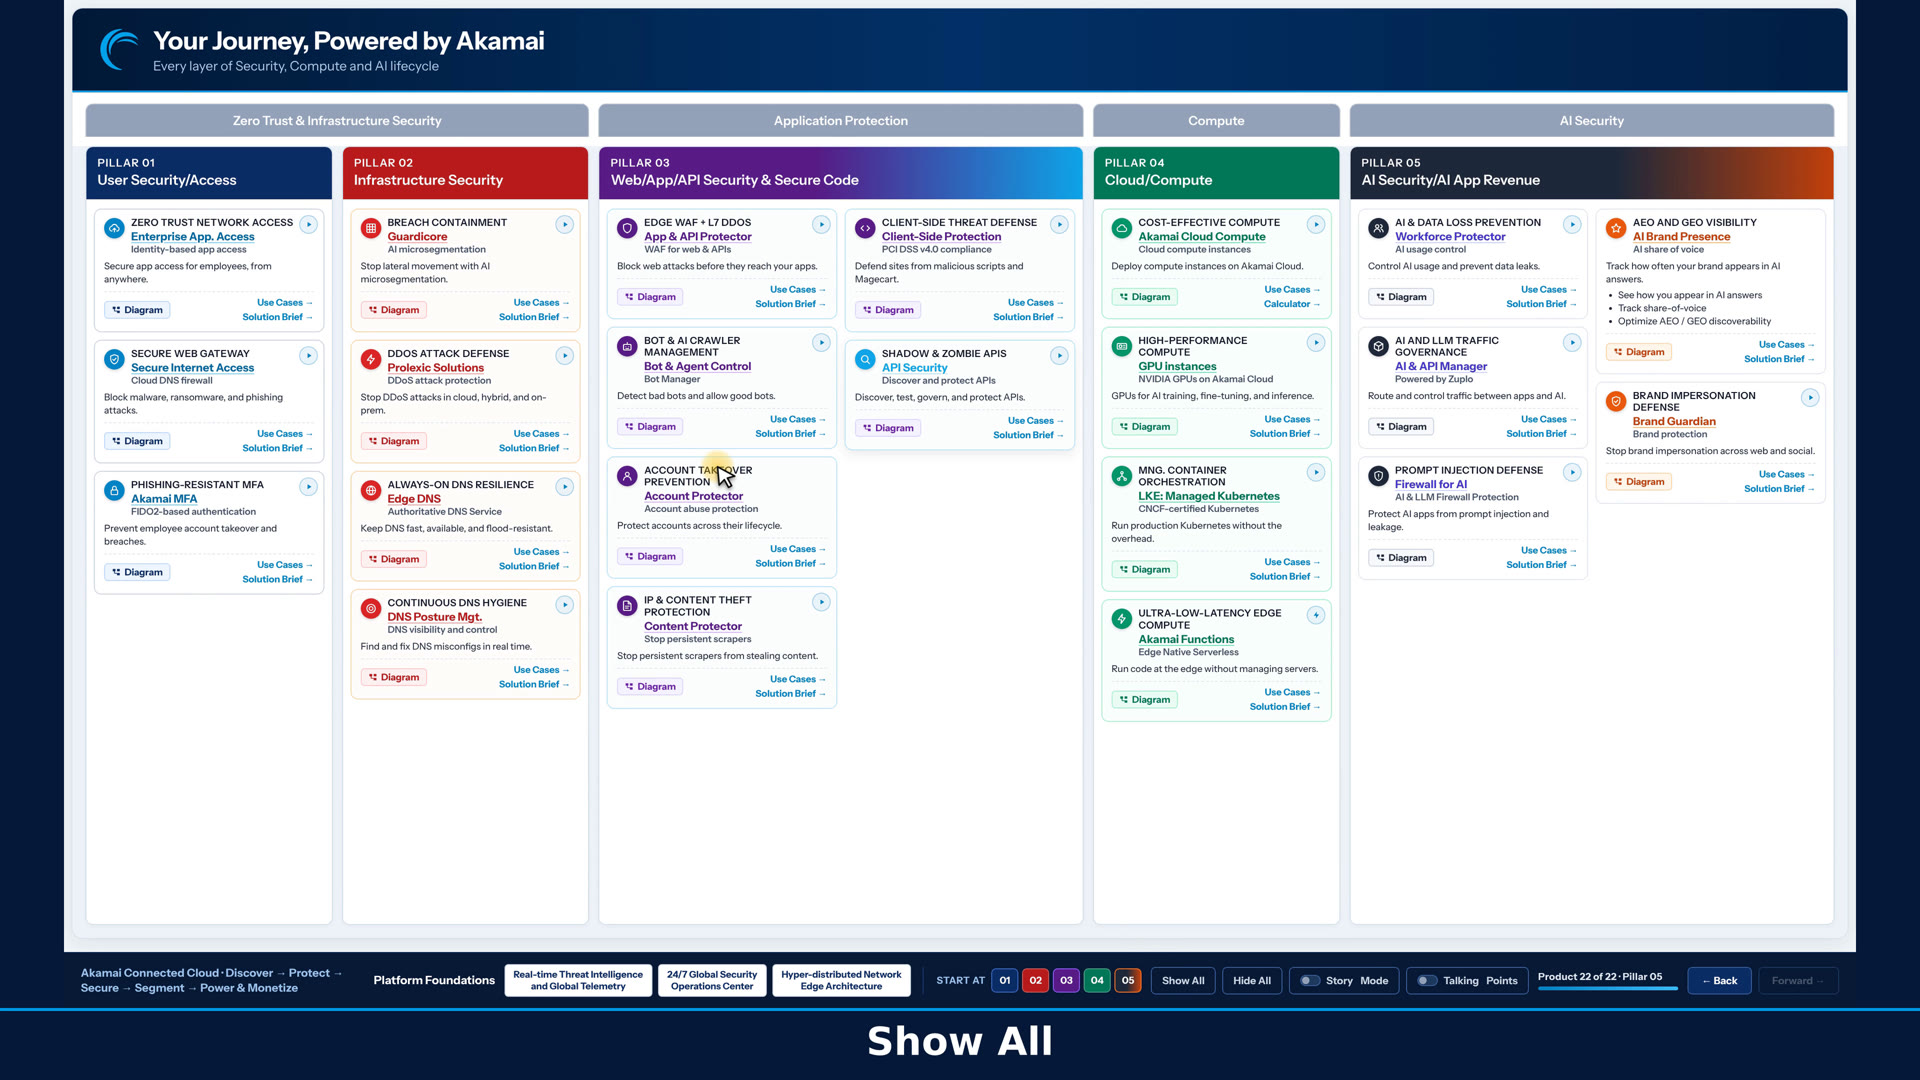 Your Journey, Powered by Akamai
Every layer of Security, Compute and AI lifecycle
Zero Trust & Infrastructure Security
Application Protection
Compute
AI Security
PILLAR 01
User Security/Access
ZERO TRUST NETWORK ACCESS
Enterprise App. Access
Identity-based app access
Secure app access for employees, from
anywhere.
Diagram
Use Cases →
Solution Brief →
SECURE WEB GATEWAY
Secure Internet Access
Cloud DNS firewall
Block malware, ransomware, and phishing
attacks.
Diagram
Use Cases →
Solution Brief →
PHISHING-RESISTANT MFA
Akamai MFA
FIDO2-based authentication
Prevent employee account takeover and
breaches.
Diagram
Use Cases →
Solution Brief →
PILLAR 02
Infrastructure Security
BREACH CONTAINMENT
Guardicore
AI microsegmentation
Stop lateral movement with AI
microsegmentation.
Diagram
Use Cases →
Solution Brief →
DDOS ATTACK DEFENSE
Prolexic Solutions
DDoS attack protection
Stop DDoS attacks in cloud, hybrid, and on-
prem.
Diagram
Use Cases →
Solution Brief →
ALWAYS-ON DNS RESILIENCE
Edge DNS
Authoritative DNS Service
Keep DNS fast, available, and flood-resistant.
Diagram
Use Cases →
Solution Brief →
CONTINUOUS DNS HYGIENE
DNS Posture Mgt.
DNS visibility and control
Find and fix DNS misconfigs in real time.
Diagram
Use Cases →
Solution Brief →
PILLAR 03
Web/App/API Security & Secure Code
EDGE WAF + L7 DDOS
App & API Protector
WAF for web & APIs
Block web attacks before they reach your apps.
Diagram
Use Cases →
Solution Brief →
BOT & AI CRAWLER
MANAGEMENT
Bot & Agent Control
Bot Manager
Detect bad bots and allow good bots.
Diagram
Use Cases →
Solution Brief →
ACCOUNT TAKEOVER
PREVENTION
Account Protector
Account abuse protection
Protect accounts across their lifecycle.
Diagram
Use Cases →
Solution Brief →
IP & CONTENT THEFT
PROTECTION
Content Protector
Stop persistent scrapers
Stop persistent scrapers from stealing content.
Diagram
Use Cases →
Solution Brief →
CLIENT-SIDE THREAT DEFENSE
Client-Side Protection
PCI DSS v4.0 compliance
Defend sites from malicious scripts and
Magecart.
Diagram
Use Cases →
Solution Brief →
SHADOW & ZOMBIE APIS
API Security
Discover and protect APIs
Discover, test, govern, and protect APIs.
Diagram
Use Cases →
Solution Brief →
PILLAR 04
Cloud/Compute
COST-EFFECTIVE COMPUTE
Akamai Cloud Compute
Cloud compute instances
Deploy compute instances on Akamai Cloud.
Diagram
Use Cases →
Calculator →
HIGH-PERFORMANCE
COMPUTE
GPU instances
NVIDIA GPUs on Akamai Cloud
GPUs for AI training, fine-tuning, and inference.
Diagram
Use Cases →
Solution Brief →
MNG. CONTAINER
ORCHESTRATION
LKE: Managed Kubernetes
CNCF-certified Kubernetes
Run production Kubernetes without the
overhead.
Diagram
Use Cases →
Solution Brief →
ULTRA-LOW-LATENCY EDGE
COMPUTE
Akamai Functions
Edge Native Serverless
Run code at the edge without managing servers.
Diagram
Use Cases →
Solution Brief →
PILLAR 05
AI Security/AI App Revenue
AI & DATA LOSS PREVENTION
Workforce Protector
AI usage control
Control AI usage and prevent data leaks.
Diagram
Use Cases →
Solution Brief →
AI AND LLM TRAFFIC
GOVERNANCE
AI & API Manager
Powered by Zuplo
Route and control traffic between apps and AI.
Diagram
Use Cases →
Solution Brief →
PROMPT INJECTION DEFENSE
Firewall for AI
AI & LLM Firewall Protection
Protect AI apps from prompt injection and
leakage.
Diagram
Use Cases →
Solution Brief →
AEO AND GEO VISIBILITY
AI Brand Presence
AI share of voice
Track how often your brand appears in AI
answers.
• See how you appear in AI answers
• Track share-of-voice
• Optimize AEO / GEO discoverability
Diagram
Use Cases →
Solution Brief →
BRAND IMPERSONATION
DEFENSE
Brand Guardian
Brand protection
Stop brand impersonation across web and social.
Diagram
Use Cases →
Solution Brief →
Akamai Connected Cloud · Discover → Protect →
Secure → Segment → Power & Monetize
Platform Foundations
Real-time Threat Intelligence
and Global Telemetry
24/7 Global Security
Operations Center
Hyper-distributed Network
Edge Architecture
START AT 01 02 03 04 05
Show All
Hide All
Story Mode
Talking Points
Product 22 of 22 · Pillar 05
← Back
Forward →
Show All